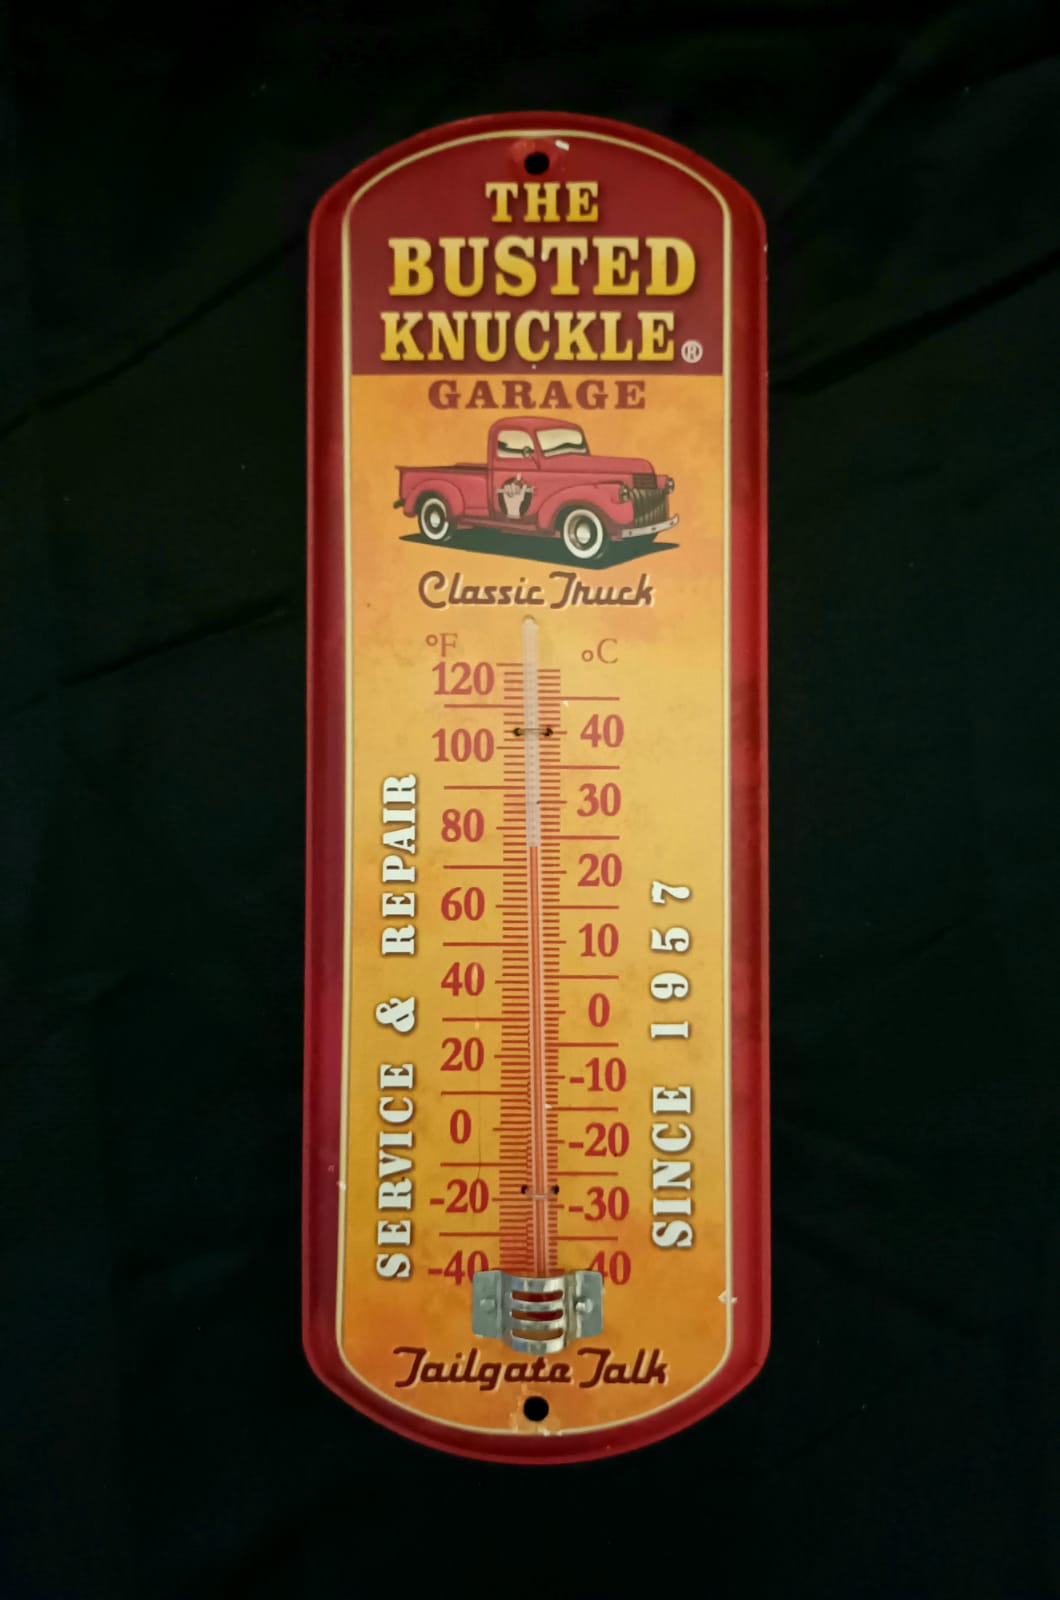 THE
BUSTED
KNUCKLE®
GARAGE
Classic Truck
°F °C
120
40
100
30
80
20
60
10
40
0
20
-10
0
-20
-20
-30
-40 40
SERVICE & REPAIR
SINCE 1957
Tailgate Talk